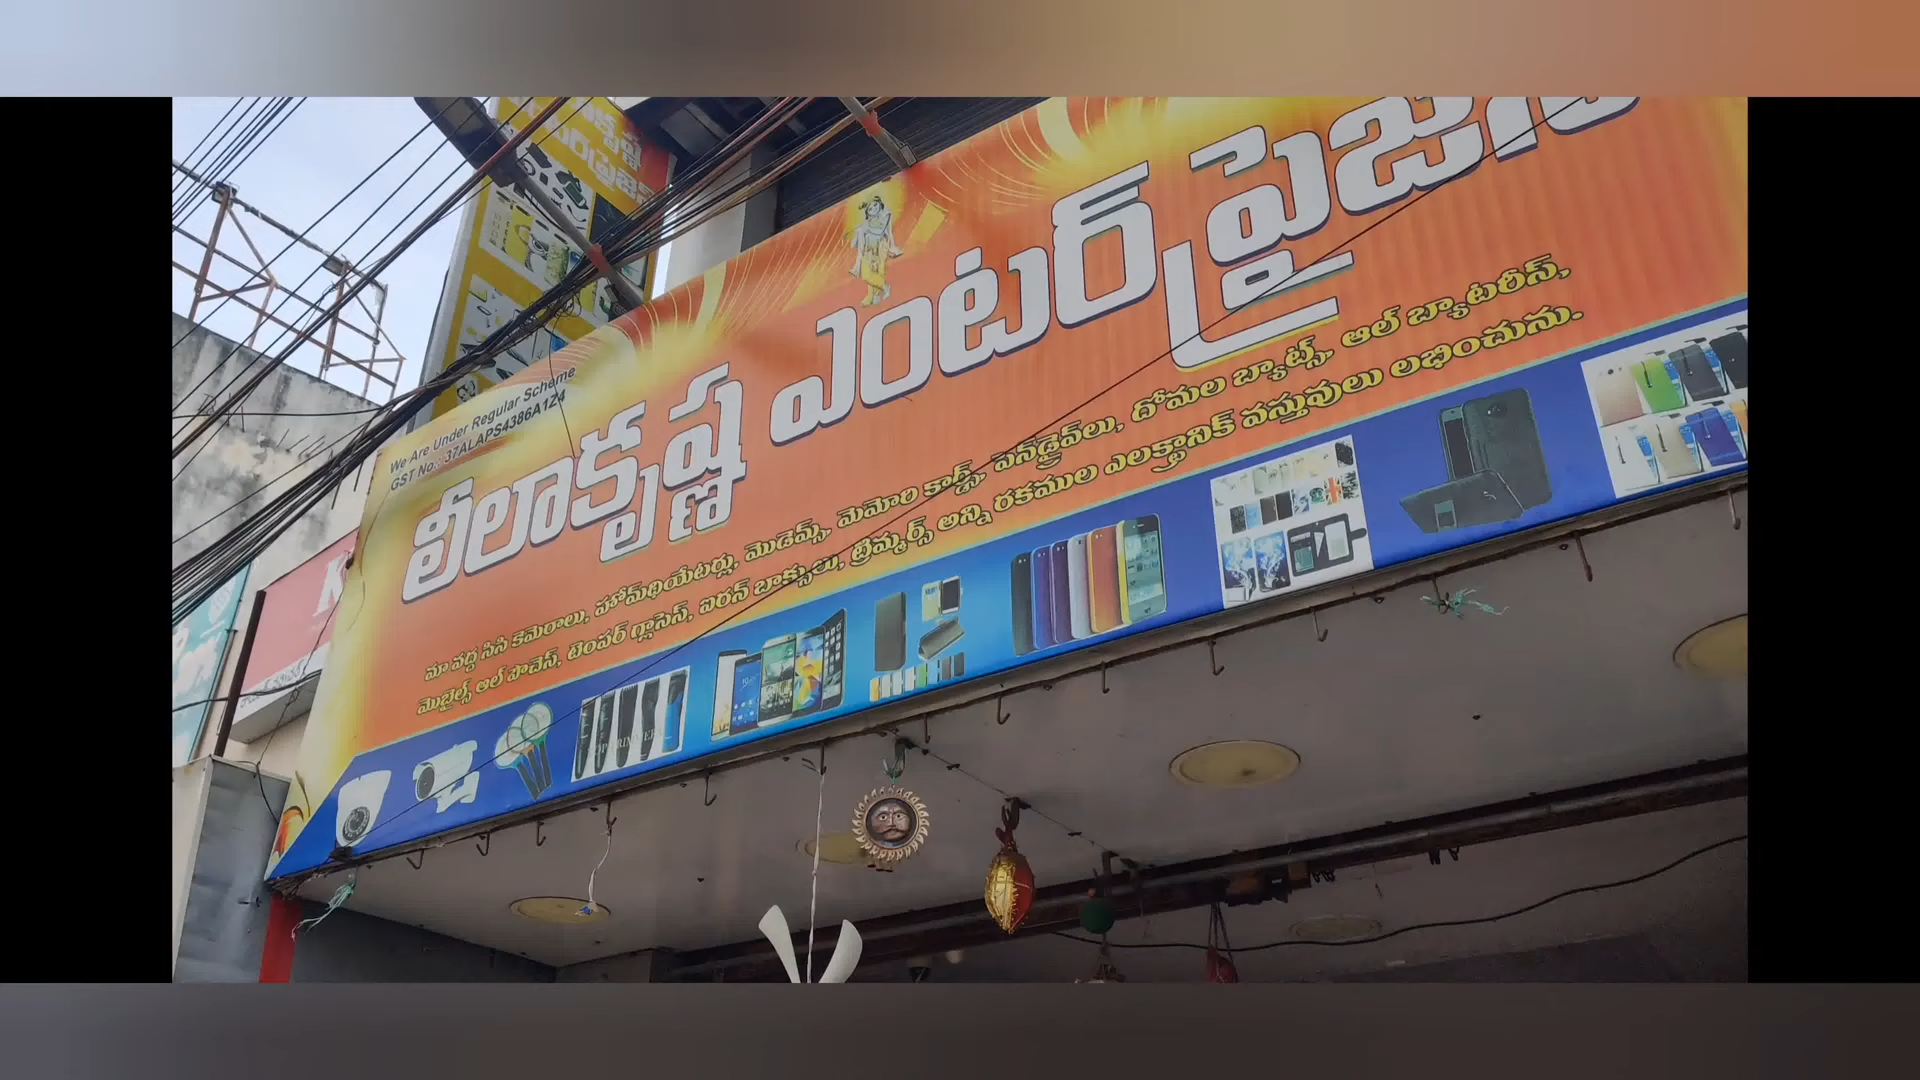 We Are Under Regular Scheme
GST No.: 37ALAPS4386A1Z4
లీలాకృష్ణ ఎంటర్‌ప్రైజస్
మా వద్ద సిసి కెమెరాలు, హోమ్‌థియేటర్లు, మొడెమ్స్, మెమోరి కార్డ్స్, పెన్‌డ్రైవ్‌లు, దోమల బ్యాట్స్, ఆల్ బ్యాటరీస్,
మొబైల్స్ ఆల్ పౌచెస్, టెంపర్ గ్లాసెస్, ఐరన్ బాక్సులు, ట్రిమ్మర్స్ అన్ని రకముల ఎలక్ట్రానిక్ వస్తువులు లభించును.